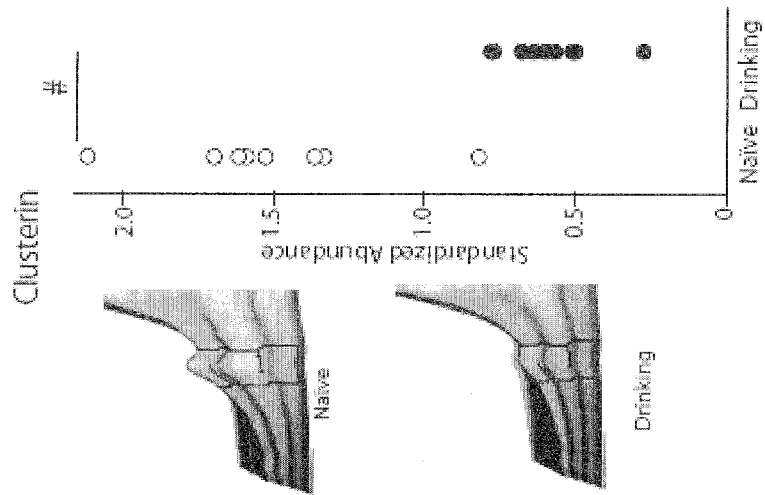 Clusterin
#
2.0
1.5
1.0
0.5
0
Standardized Abundance
Naïve Drinking
Naïve
Drinking